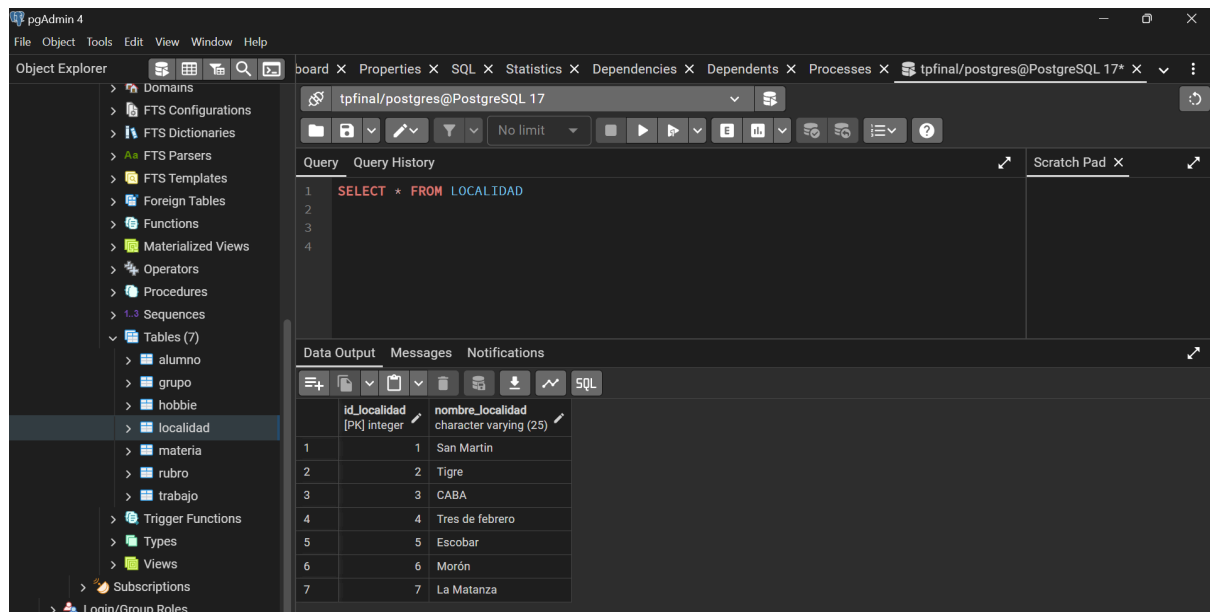 pgAdmin 4
File Object Tools Edit View Window Help
Object Explorer
Domains
FTS Configurations
FTS Dictionaries
Aa FTS Parsers
FTS Templates
Foreign Tables
Functions
Materialized Views
Operators
Procedures
1..3 Sequences
Tables (7)
alumno
grupo
hobbie
localidad
materia
rubro
trabajo
Trigger Functions
Types
Views
Subscriptions
Login/Group Roles
board Properties SQL Statistics Dependencies Dependents Processes tpfinal/postgres@PostgreSQL 17*
tpfinal/postgres@PostgreSQL 17
No limit E
Query Query History
Scratch Pad
1 SELECT * FROM LOCALIDAD
2
3
4
Data Output Messages Notifications
SQL
id_localidad nombre_localidad
[PK] integer character varying (25)
1 1 San Martin
2 2 Tigre
3 3 CABA
4 4 Tres de febrero
5 5 Escobar
6 6 Morón
7 7 La Matanza